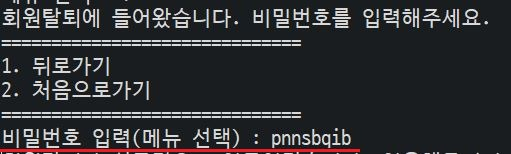 회원탈퇴에 들어왔습니다. 비밀번호를 입력해주세요.
==============================
1. 뒤로가기
2. 처음으로가기
==============================
비밀번호 입력(메뉴 선택) : pnnsbqib